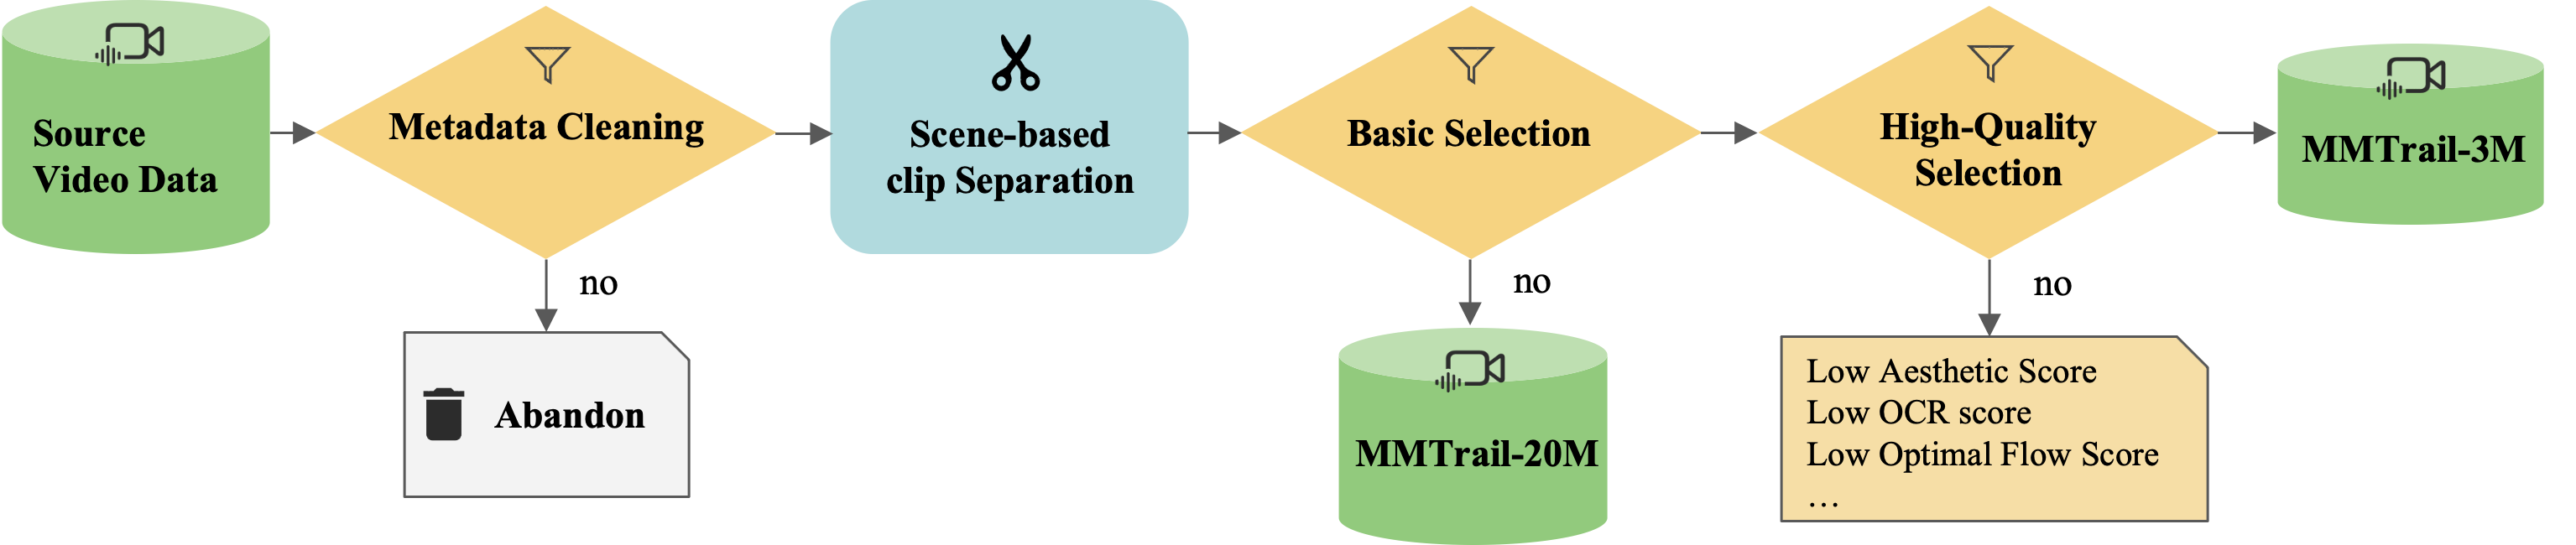 Source
Video Data
Metadata Cleaning
no
Abandon
Scene-based
clip Separation
Basic Selection
no
MMTrail-20M
High-Quality
Selection
no
Low Aesthetic Score
Low OCR score
Low Optimal Flow Score
...
MMTrail-3M